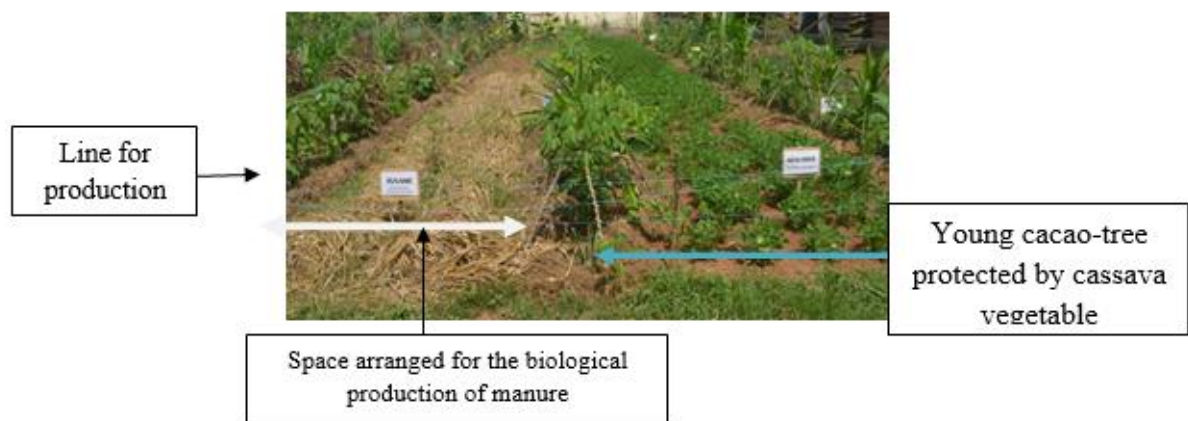 Line for
production
Young cacao-tree
protected by cassava
vegetable
Space arranged for the biological
production of manure